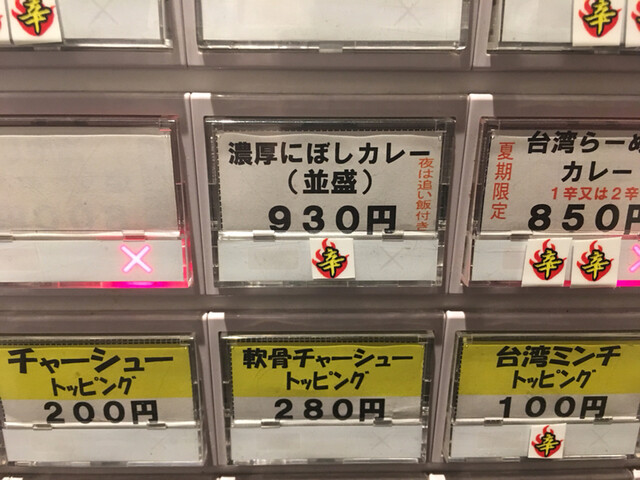 辛
辛
辛
濃厚にぼしカレー
(並盛)
930円
夜は追い飯付き
辛
台湾らーめ
カレー
1辛又は2辛
850円
夏期限定
辛
辛
チャーシュー
トッピング
200円
軟骨チャーシュー
トッピング
280円
台湾ミンチ
トッピング
100円
辛